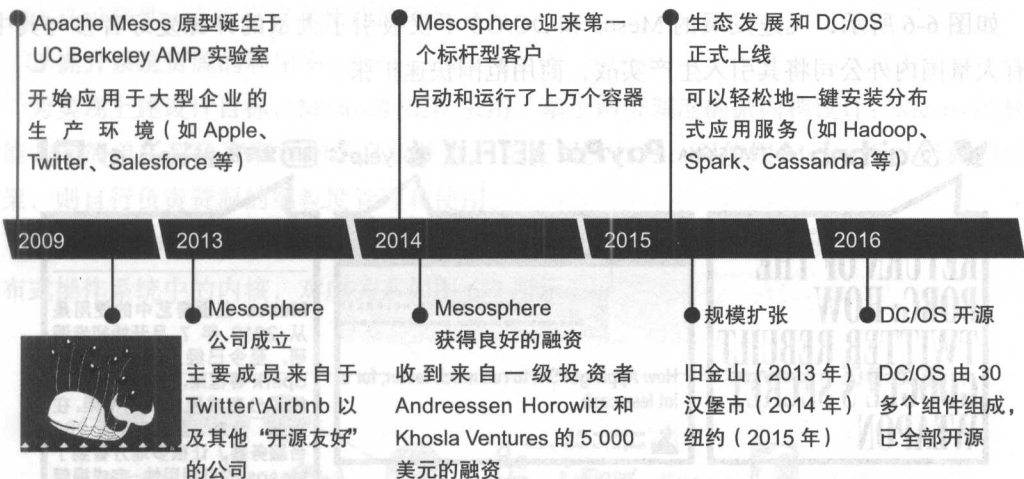 Apache Mesos 原型诞生于
UC Berkeley AMP 实验室
开始应用于大型企业的
生产环境（如 Apple、
Twitter、Salesforce 等）
Mesosphere 迎来第一
个标杆型客户
启动和运行了上万个容器
生态发展和 DC/OS
正式上线
可以轻松地一键安装分布
式应用服务（如 Hadoop、
Spark、Cassandra 等）
2009 2013 2014 2015 2016
Mesosphere
公司成立
主要成员来自于
Twitter/Airbnb 以
及其他“开源友好”
的公司
Mesosphere
获得良好的融资
收到来自一级投资者
Andreessen Horowitz 和
Khosla Ventures 的 5 000
美元的融资
规模扩张
旧金山（2013 年）
汉堡市（2014 年）
纽约（2015 年）
DC/OS 开源
DC/OS 由 30
多个组件组成，
已全部开源